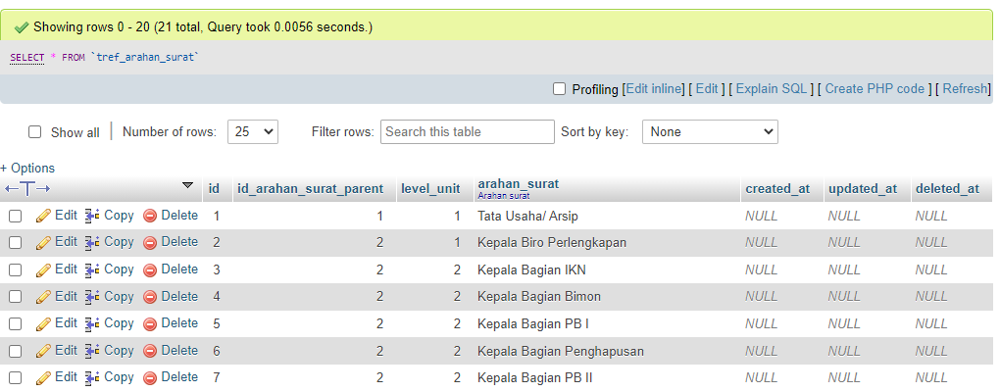 Showing rows 0 - 20 (21 total, Query took 0.0056 seconds.)
SELECT * FROM `tref_arahan_surat`
Profiling [Edit inline] [ Edit ] [ Explain SQL ] [ Create PHP code ] [ Refresh]
Show all | Number of rows: 25 Filter rows: Search this table Sort by key: None
+ Options
←T→ id id_arahan_surat_parent level_unit arahan_surat created_at updated_at deleted_at
Arahan surat
Edit Copy Delete 1 1 1 Tata Usaha/ Arsip NULL NULL NULL
Edit Copy Delete 2 2 1 Kepala Biro Perlengkapan NULL NULL NULL
Edit Copy Delete 3 2 2 Kepala Bagian IKN NULL NULL NULL
Edit Copy Delete 4 2 2 Kepala Bagian Bimon NULL NULL NULL
Edit Copy Delete 5 2 2 Kepala Bagian PB I NULL NULL NULL
Edit Copy Delete 6 2 2 Kepala Bagian Penghapusan NULL NULL NULL
Edit Copy Delete 7 2 2 Kepala Bagian PB II NULL NULL NULL